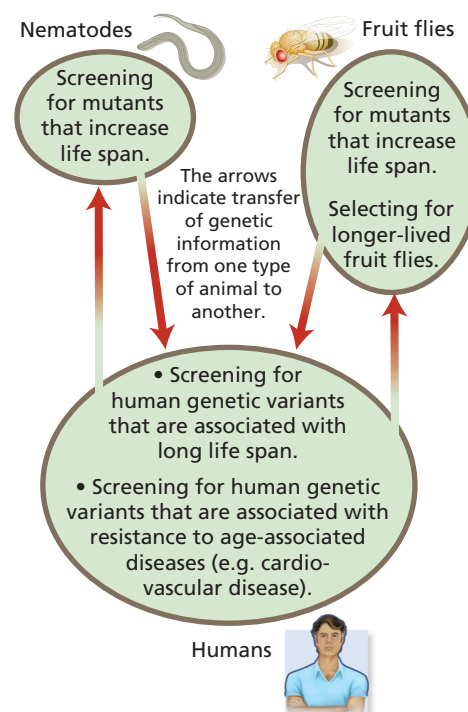 Nematodes
Fruit flies
Screening
for mutants
that increase
life span.
Screening
for mutants
that increase
life span.
Selecting for
longer-lived
fruit flies.
The arrows
indicate transfer
of genetic
information
from one type
of animal to
another.
• Screening for
human genetic variants
that are associated with
long life span.
• Screening for human genetic
variants that are associated with
resistance to age-associated
diseases (e.g. cardio-
vascular disease).
Humans